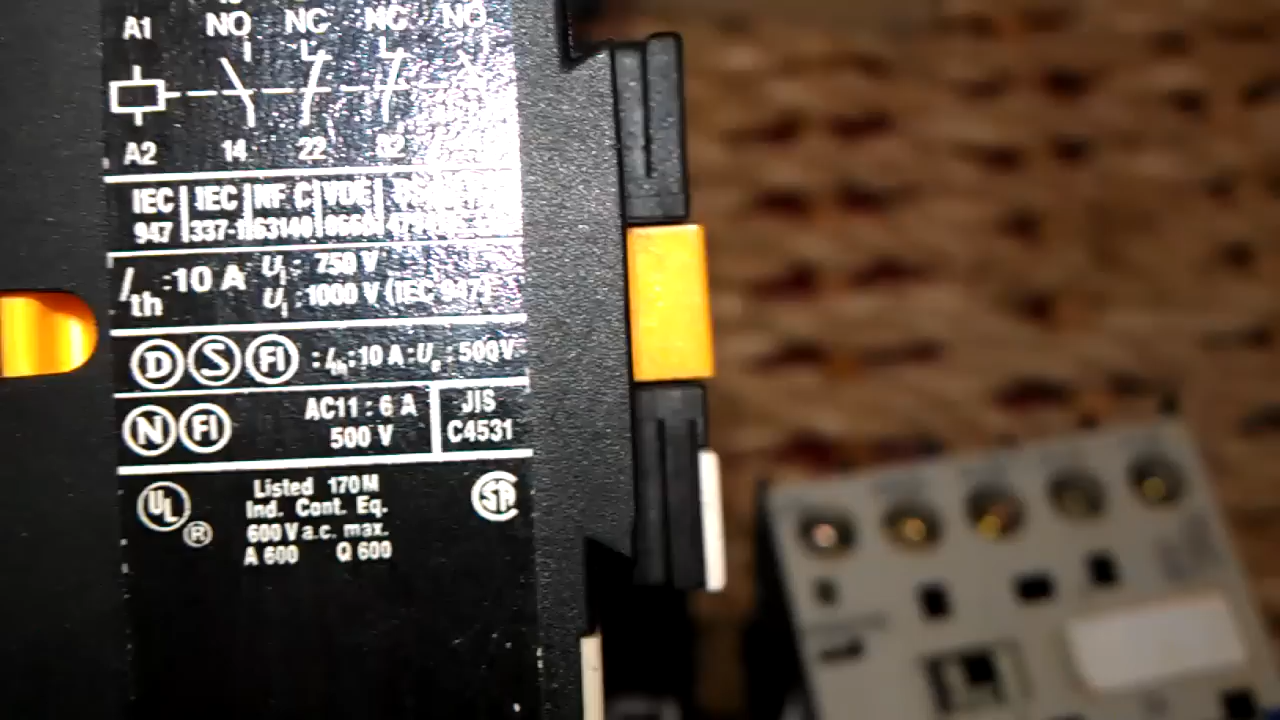 A1 NO NC NC NO
A2 14 22
IEC IEC NF C VDE
947 337-1 63140 0660
Ith :10 A Ui : 750 V
Ui : 1000 V (IEC 947)
D S FI : Ith : 10 A : Ue : 500V
N FI AC11 : 6 A
500 V
JIS
C4531
UL ®
Listed 170M
Ind. Cont. Eq.
600 V a.c. max.
A 600 Q 600
SA